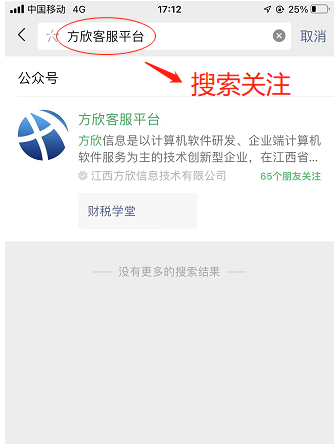 中国移动 4G 17:12 25%
方欣客服平台 取消
搜索关注
公众号
方欣客服平台
方欣信息是以计算机软件研发、企业端计算机
软件服务为主的技术创新型企业，在江西省...
江西方欣信息技术有限公司 65个朋友关注
财税学堂
没有更多的搜索结果